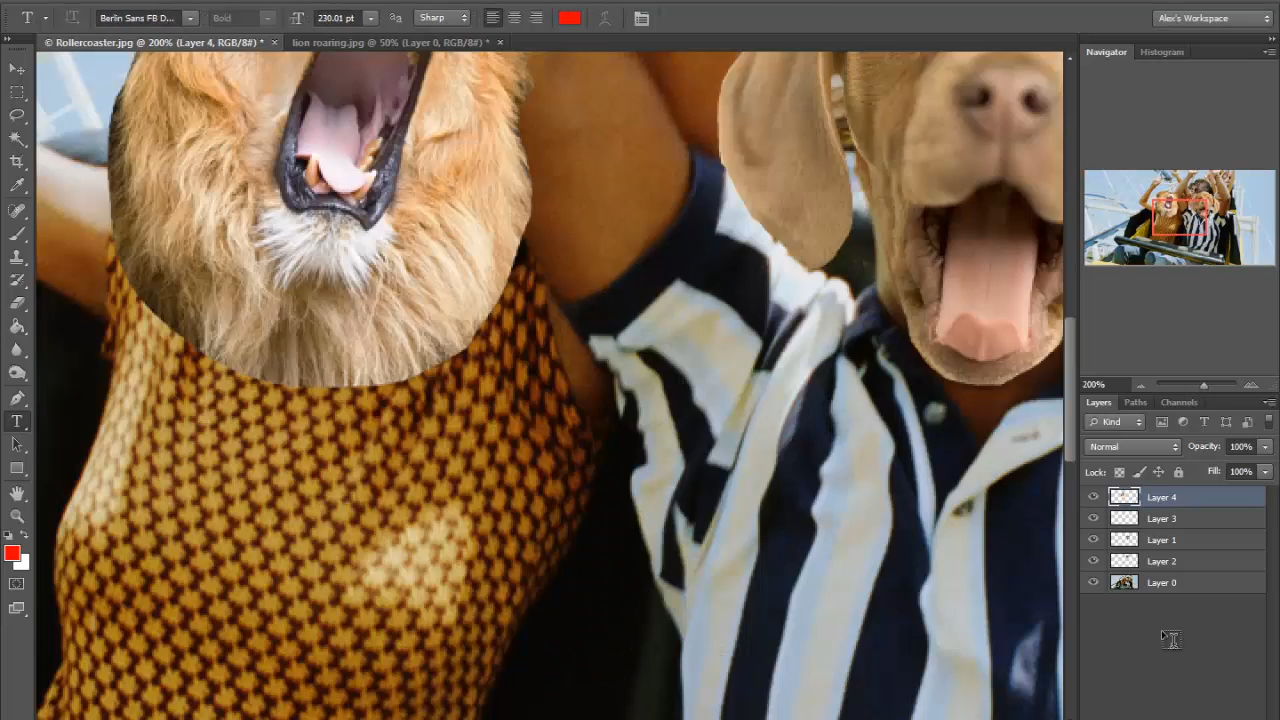 T Berlin Sans FB D... Bold 230.01 pt Sharp Alex's Workspace
© Rollercoaster.jpg @ 200% (Layer 4, RGB/8#) * × lion roaring.jpg @ 50% (Layer 0, RGB/8#) * ×
Navigator Histogram
200%
Layers Paths Channels
Kind
Normal Opacity: 100%
Lock: Fill: 100%
Layer 4
Layer 3
Layer 1
Layer 2
Layer 0